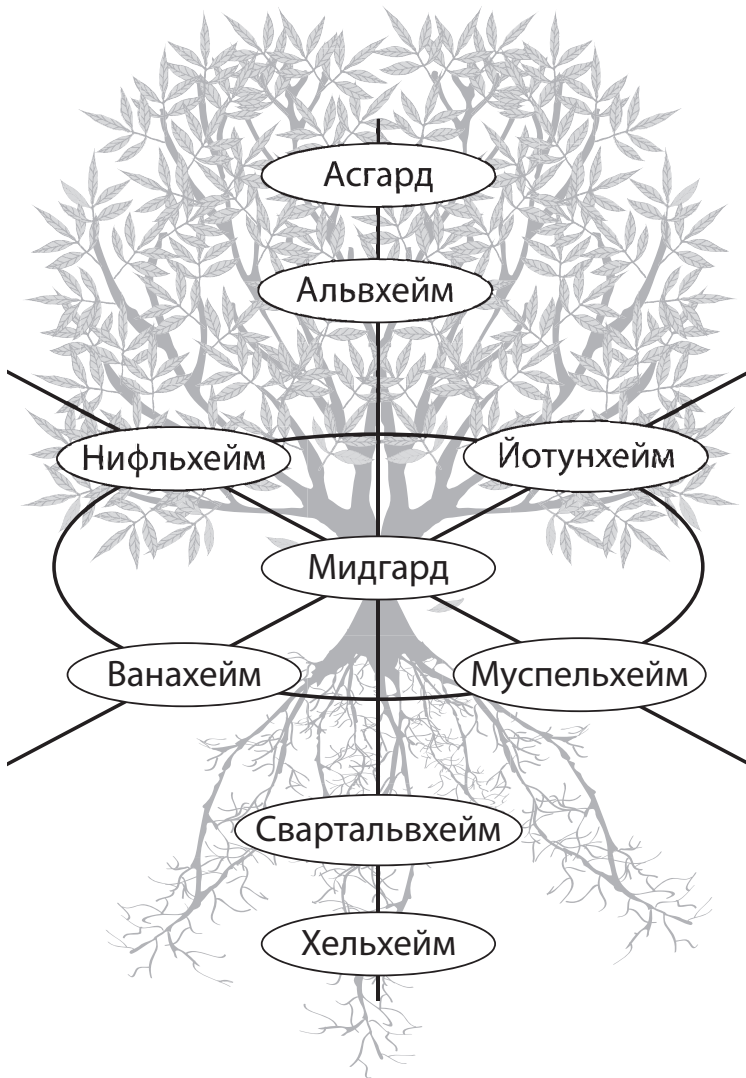 Асгард
Альвхейм
Нифльхейм
Йотунхейм
Мидгард
Ванахейм
Муспельхейм
Свартальвхейм
Хельхейм